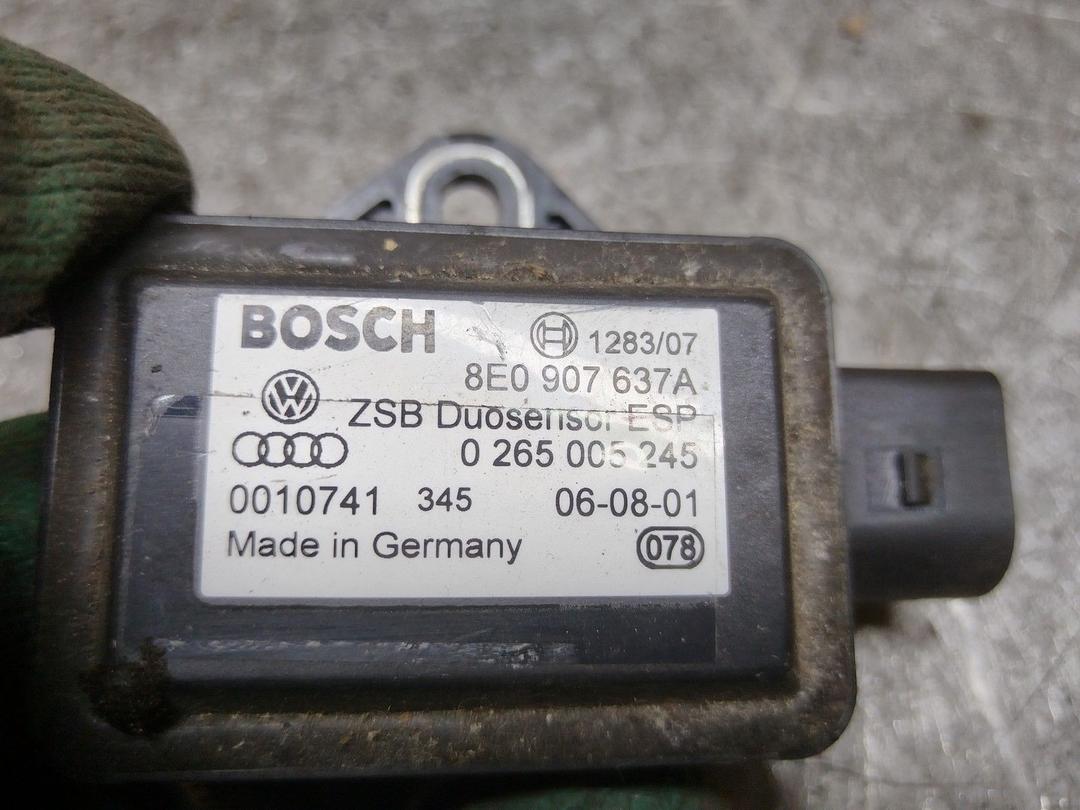 BOSCH 1283/07
8E0 907 637A
ZSB Duosensor ESP
0 265 005 245
0010741 345 06-08-01
Made in Germany 078